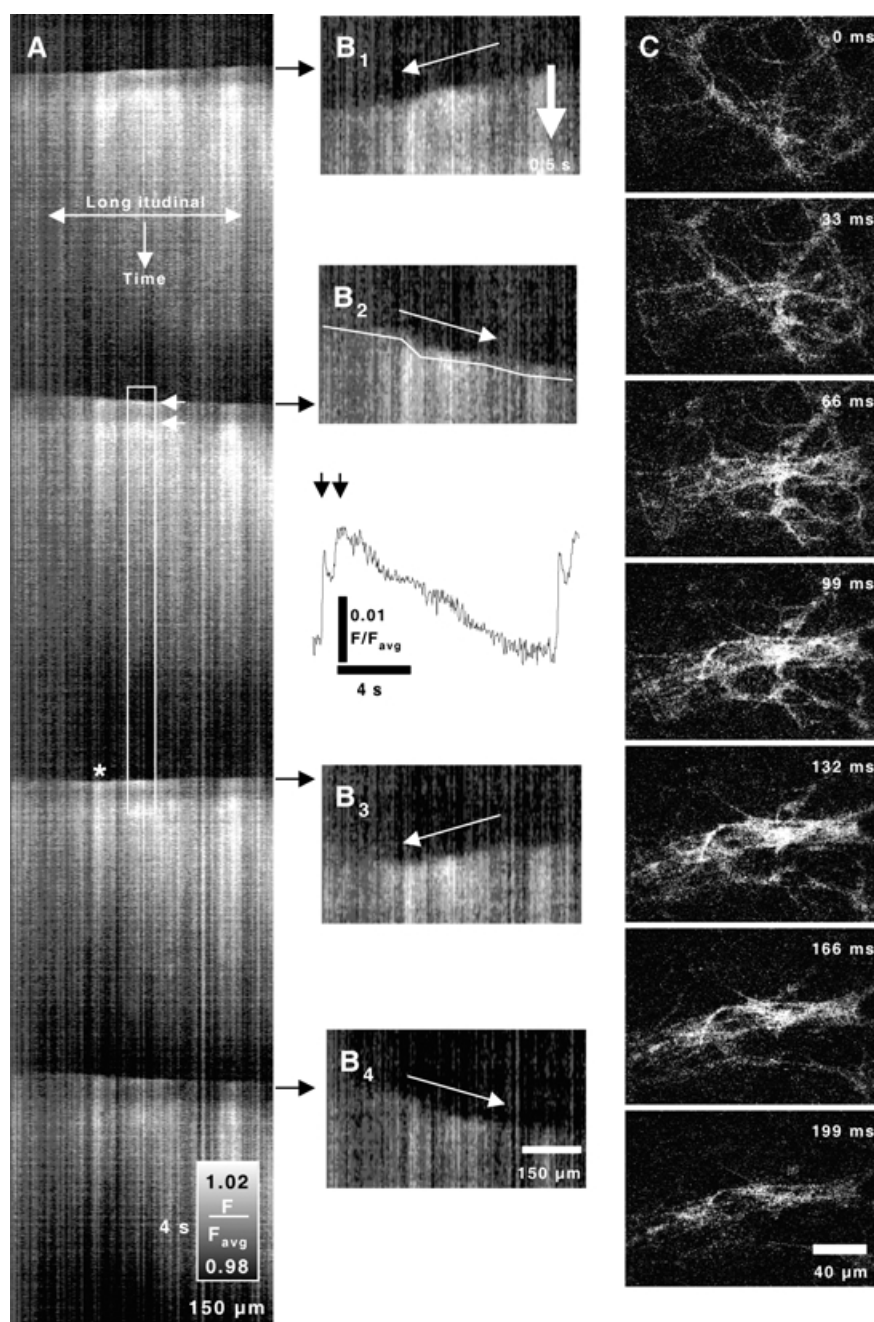 A
Long itudinal
Time
*
4 s
1.02
F
Favg
0.98
150 µm
B1
0.5 s
B2
0.01
F/Favg
4 s
B3
B4
150 µm
C
0 ms
33 ms
66 ms
99 ms
132 ms
166 ms
199 ms
40 µm